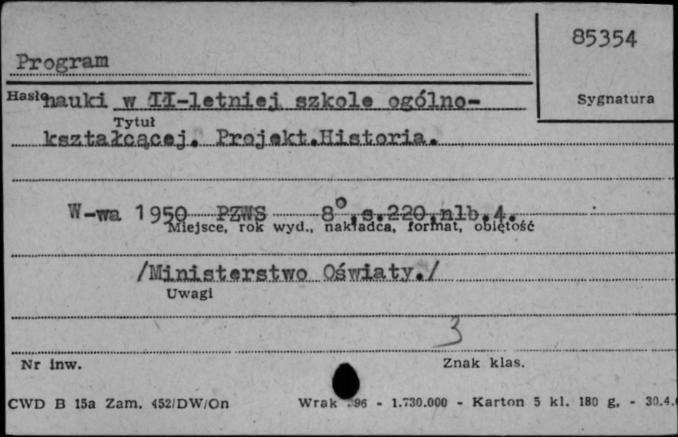 85354
Program
Hasło
nauki w II-letniej szkole ogólno-
Sygnatura
Tytuł
kształcącej. Projekt.Historia.
W-wa 1950 PZWS 8°,s.220,nlb.4.
Miejsce, rok wyd., nakładca, format, objętość
/Ministerstwo Oświaty./
Uwagi
3
Nr inw.
Znak klas.
CWD B 15a Zam. 452/DW/On Wrak 96 - 1.730.000 - Karton 5 kl. 180 g. - 30.4.